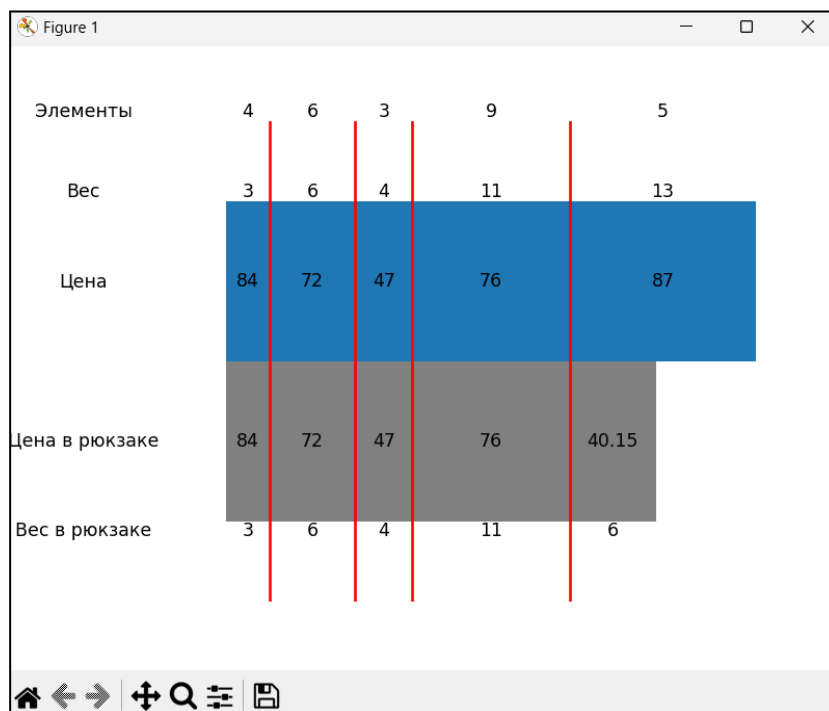 Figure 1
Элементы 4 6 3 9 5
Вес 3 6 4 11 13
Цена 84 72 47 76 87
Цена в рюкзаке 84 72 47 76 40.15
Вес в рюкзаке 3 6 4 11 6